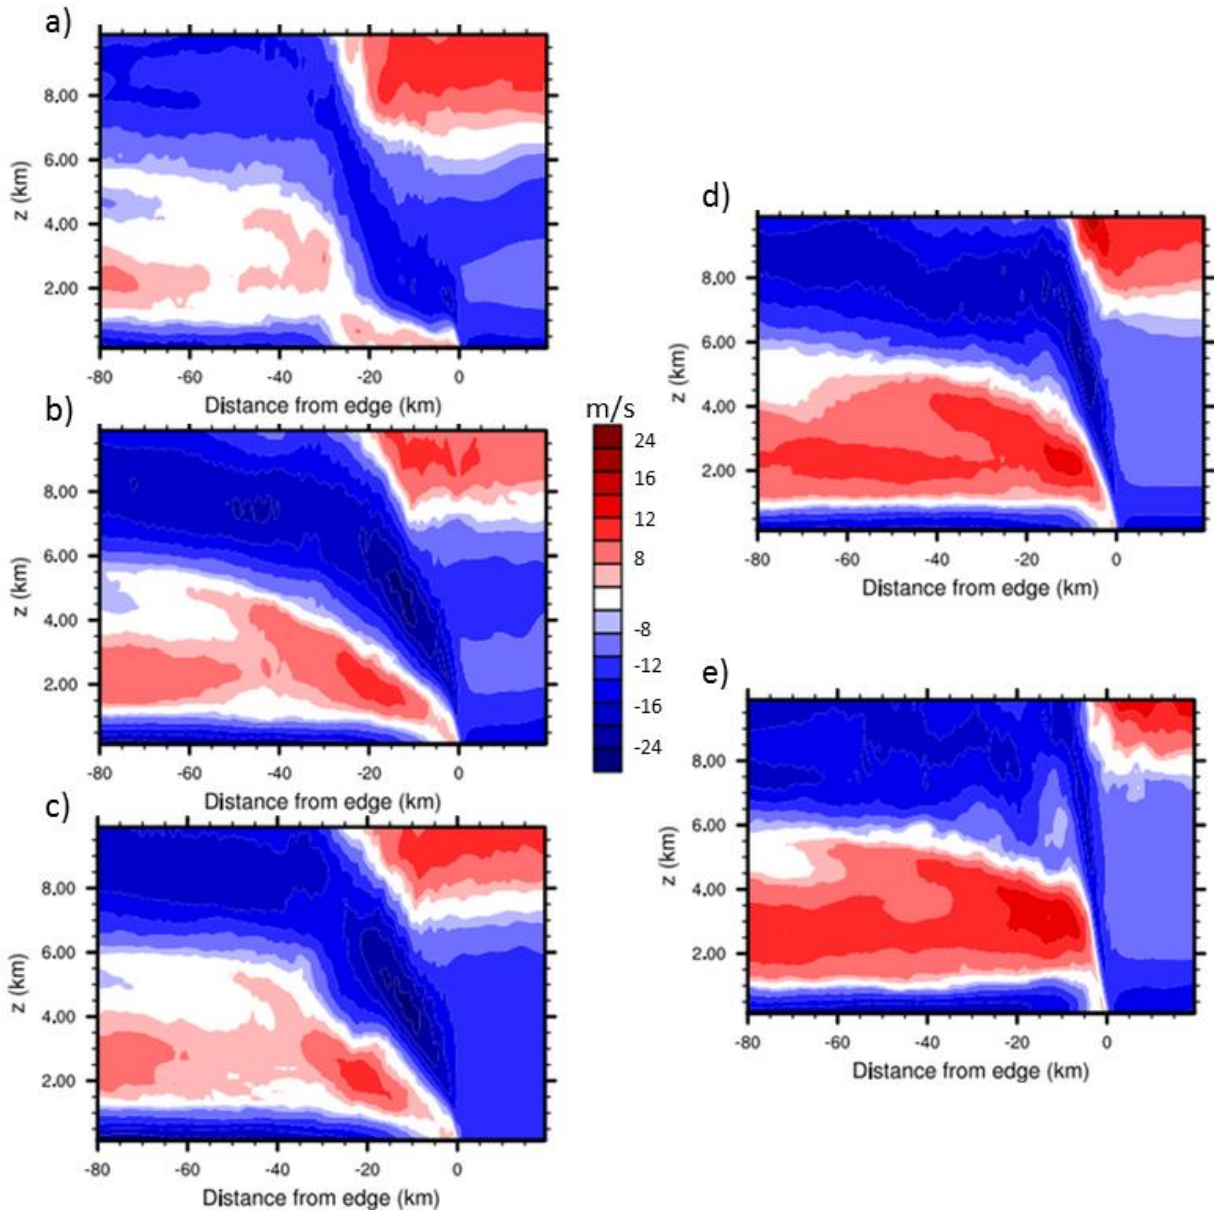 a)
8.00
6.00
4.00
2.00
z (km)
-80 -60 -40 -20 0
Distance from edge (km)
b)
8.00
6.00
4.00
2.00
z (km)
-80 -60 -40 -20 0
Distance from edge (km)
c)
8.00
6.00
4.00
2.00
z (km)
-80 -60 -40 -20 0
Distance from edge (km)
m/s
24
16
12
8
-8
-12
-16
-24
d)
8.00
6.00
4.00
2.00
z (km)
-80 -60 -40 -20 0
Distance from edge (km)
e)
8.00
6.00
4.00
2.00
z (km)
-80 -60 -40 -20 0
Distance from edge (km)